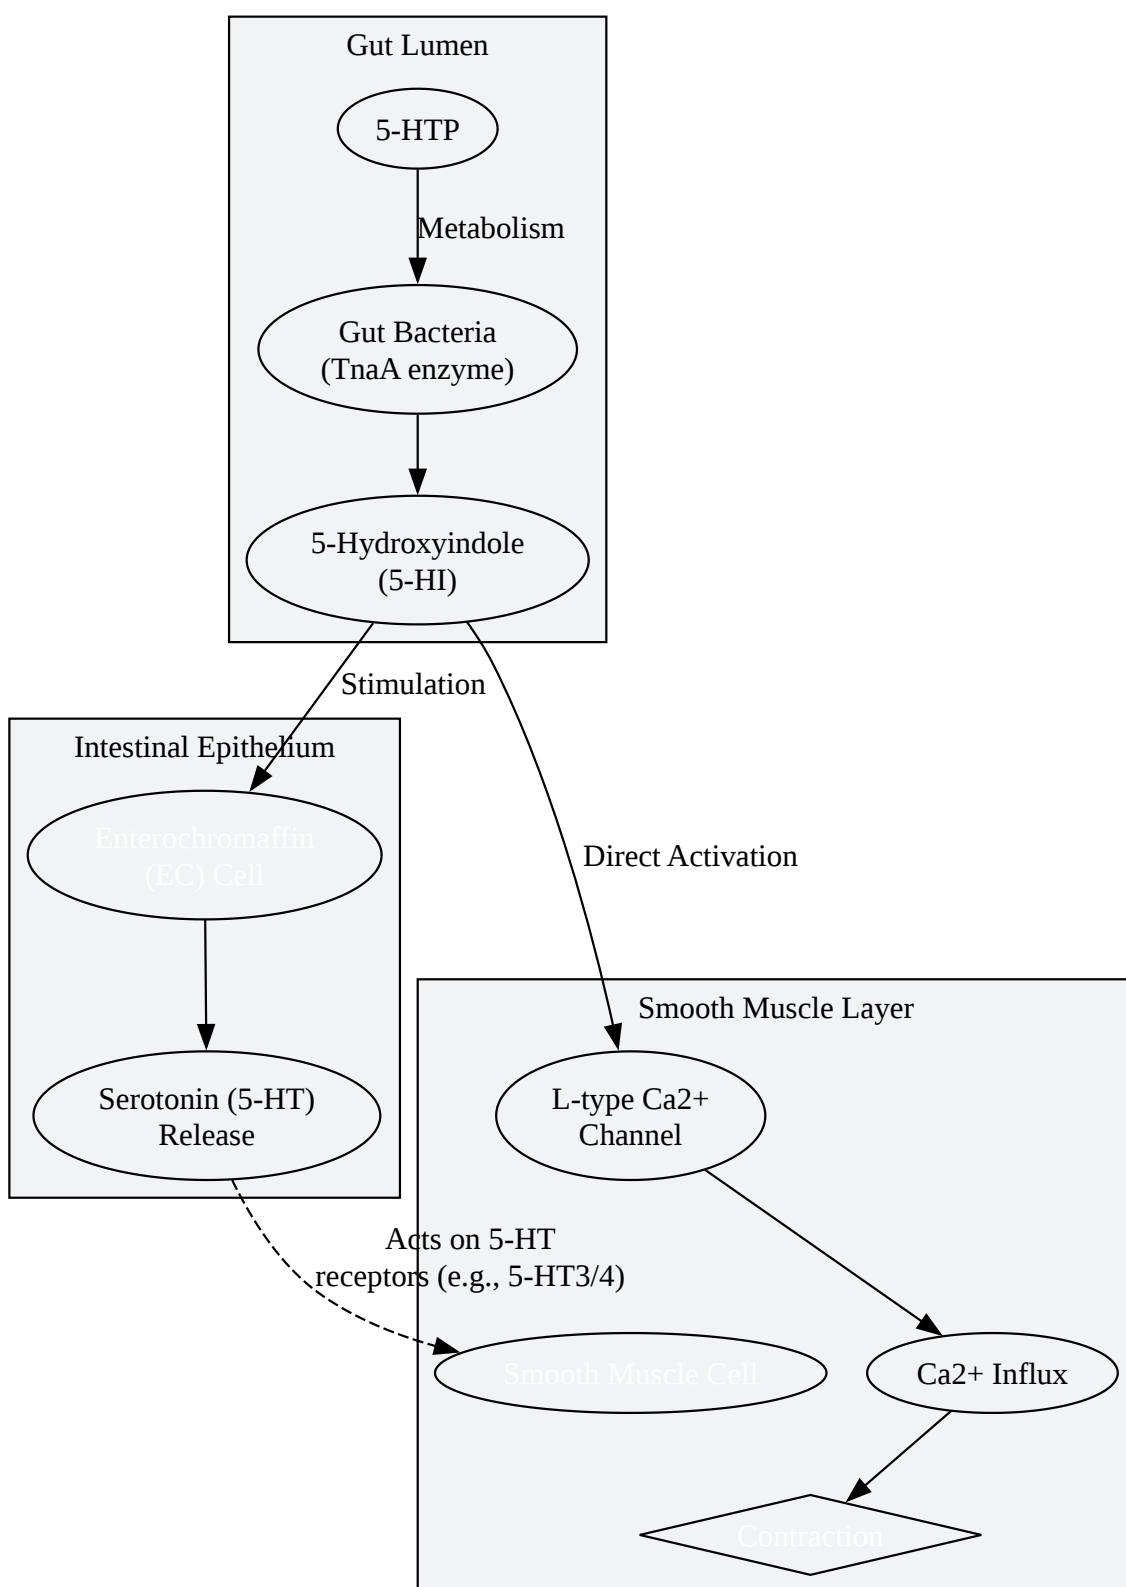 Gut Lumen
5-HTP
Metabolism
Gut Bacteria
(TnaA enzyme)
5-Hydroxyindole
(5-HI)
Stimulation
Intestinal Epithelium
Enterochromaffin
(EC) Cell
Direct Activation
Smooth Muscle Layer
Serotonin (5-HT)
Release
L-type Ca2+
Channel
Acts on 5-HT
receptors (e.g., 5-HT3/4)
Smooth Muscle Cell
Ca2+ Influx
Contraction